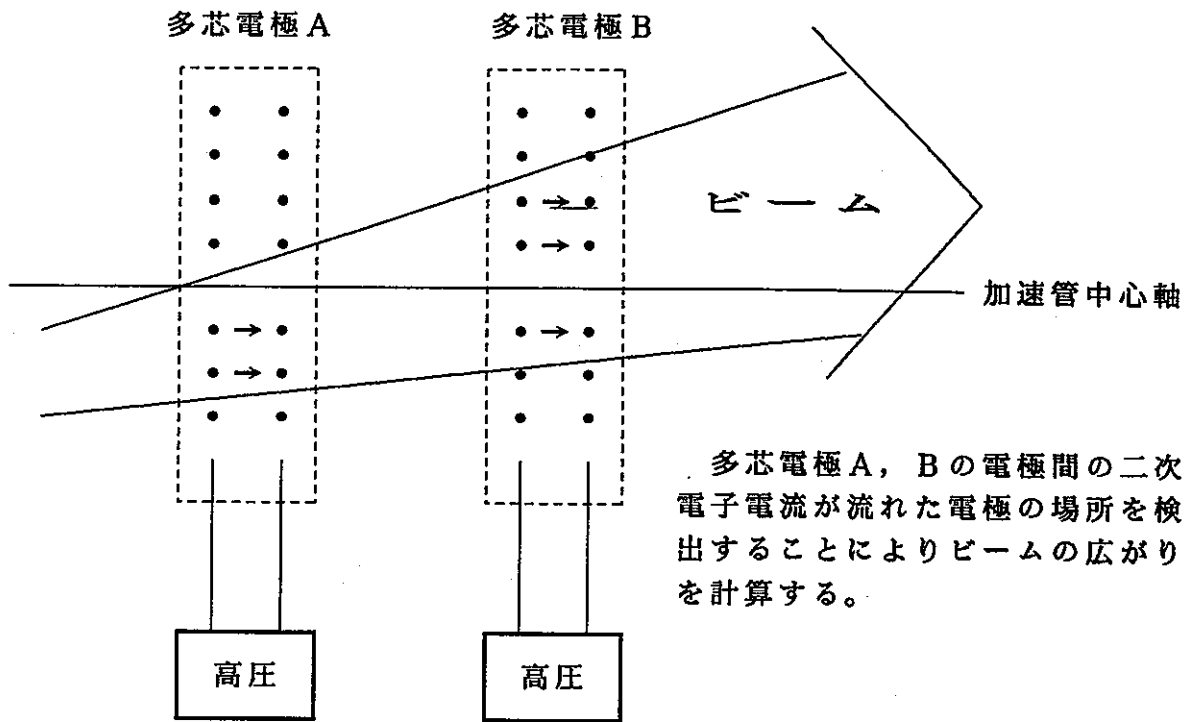 多芯電極A
多芯電極B
ビーム
加速管中心軸
多芯電極A，Bの電極間の二次
電子電流が流れた電極の場所を検
出することによりビームの広がり
を計算する。
高圧
高圧